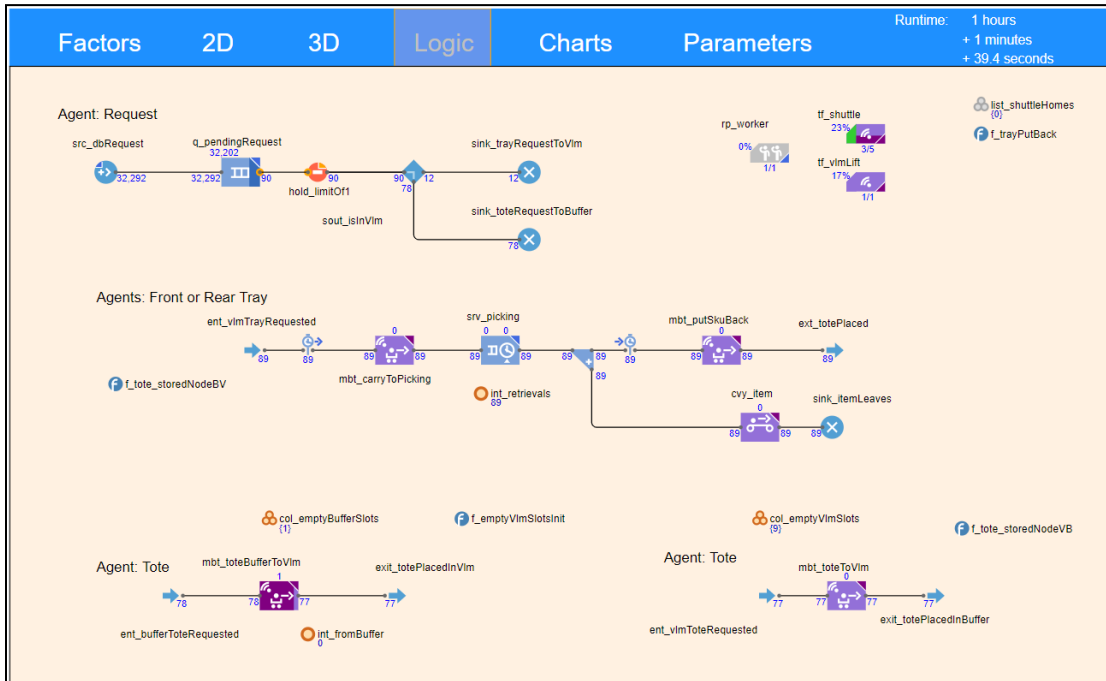 Factors 2D 3D Logic Charts Parameters
Runtime: 1 hours
+ 1 minutes
+ 39.4 seconds
Agent: Request
src_dbRequest
32,292
q_pendingRequest
32,202
32,292 90
hold_limitOf1
90
90 12
78
sout_isInVlm
sink_trayRequestToVlm
12
sink_toteRequestToBuffer
78
rp_worker
0%
1/1
tf_shuttle
23%
3/5
tf_vlmLift
17%
1/1
list_shuttleHomes
{0}
f_trayPutBack
Agents: Front or Rear Tray
ent_vlmTrayRequested
89
89
0
89 89
mbt_carryToPicking
srv_picking
0 0
89 89
int_retrievals
89
89 89
89
89
mbt_putSkuBack
0
89 89
ext_totePlaced
89
f_tote_storedNodeBV
cvy_item
0
89 89
sink_itemLeaves
89
col_emptyBufferSlots
{1}
f_emptyVlmSlotsInit
col_emptyVlmSlots
{9}
f_tote_storedNodeVB
Agent: Tote
mbt_toteBufferToVlm
1
78
78 77
exit_totePlacedInVlm
77
ent_bufferToteRequested
int_fromBuffer
0
Agent: Tote
mbt_toteToVlm
0
77
77 77
77
ent_vlmToteRequested
exit_totePlacedInBuffer